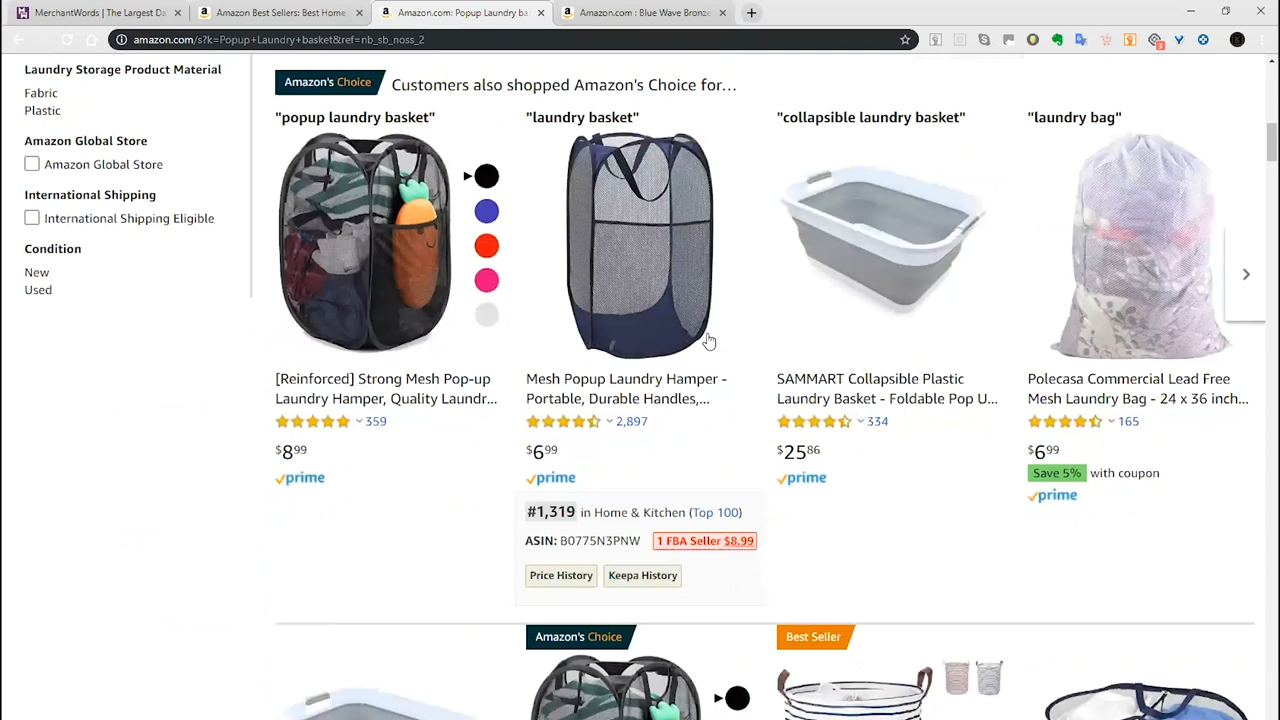 MerchantWords | The Largest Da
Amazon Best Sellers: Best Home
Amazon.com: Popup Laundry ba
Amazon.com : Blue Wave Bronze
amazon.com/s?k=Popup+Laundry+basket&ref=nb_sb_noss_2
Laundry Storage Product Material
Fabric
Plastic
Amazon Global Store
Amazon Global Store
International Shipping
International Shipping Eligible
Condition
New
Used
Amazon's Choice Customers also shopped Amazon's Choice for…
"popup laundry basket"
[Reinforced] Strong Mesh Pop-up
Laundry Hamper, Quality Laundr...
359
$8.99
prime
"laundry basket"
Mesh Popup Laundry Hamper -
Portable, Durable Handles,...
2,897
$6.99
prime
#1,319 in Home & Kitchen (Top 100)
ASIN: B0775N3PNW 1 FBA Seller $8.99
Price History Keepa History
"collapsible laundry basket"
SAMMART Collapsible Plastic
Laundry Basket - Foldable Pop U...
334
$25.86
prime
"laundry bag"
Polecasa Commercial Lead Free
Mesh Laundry Bag - 24 x 36 inch...
165
$6.99
Save 5% with coupon
prime
Amazon's Choice
Best Seller